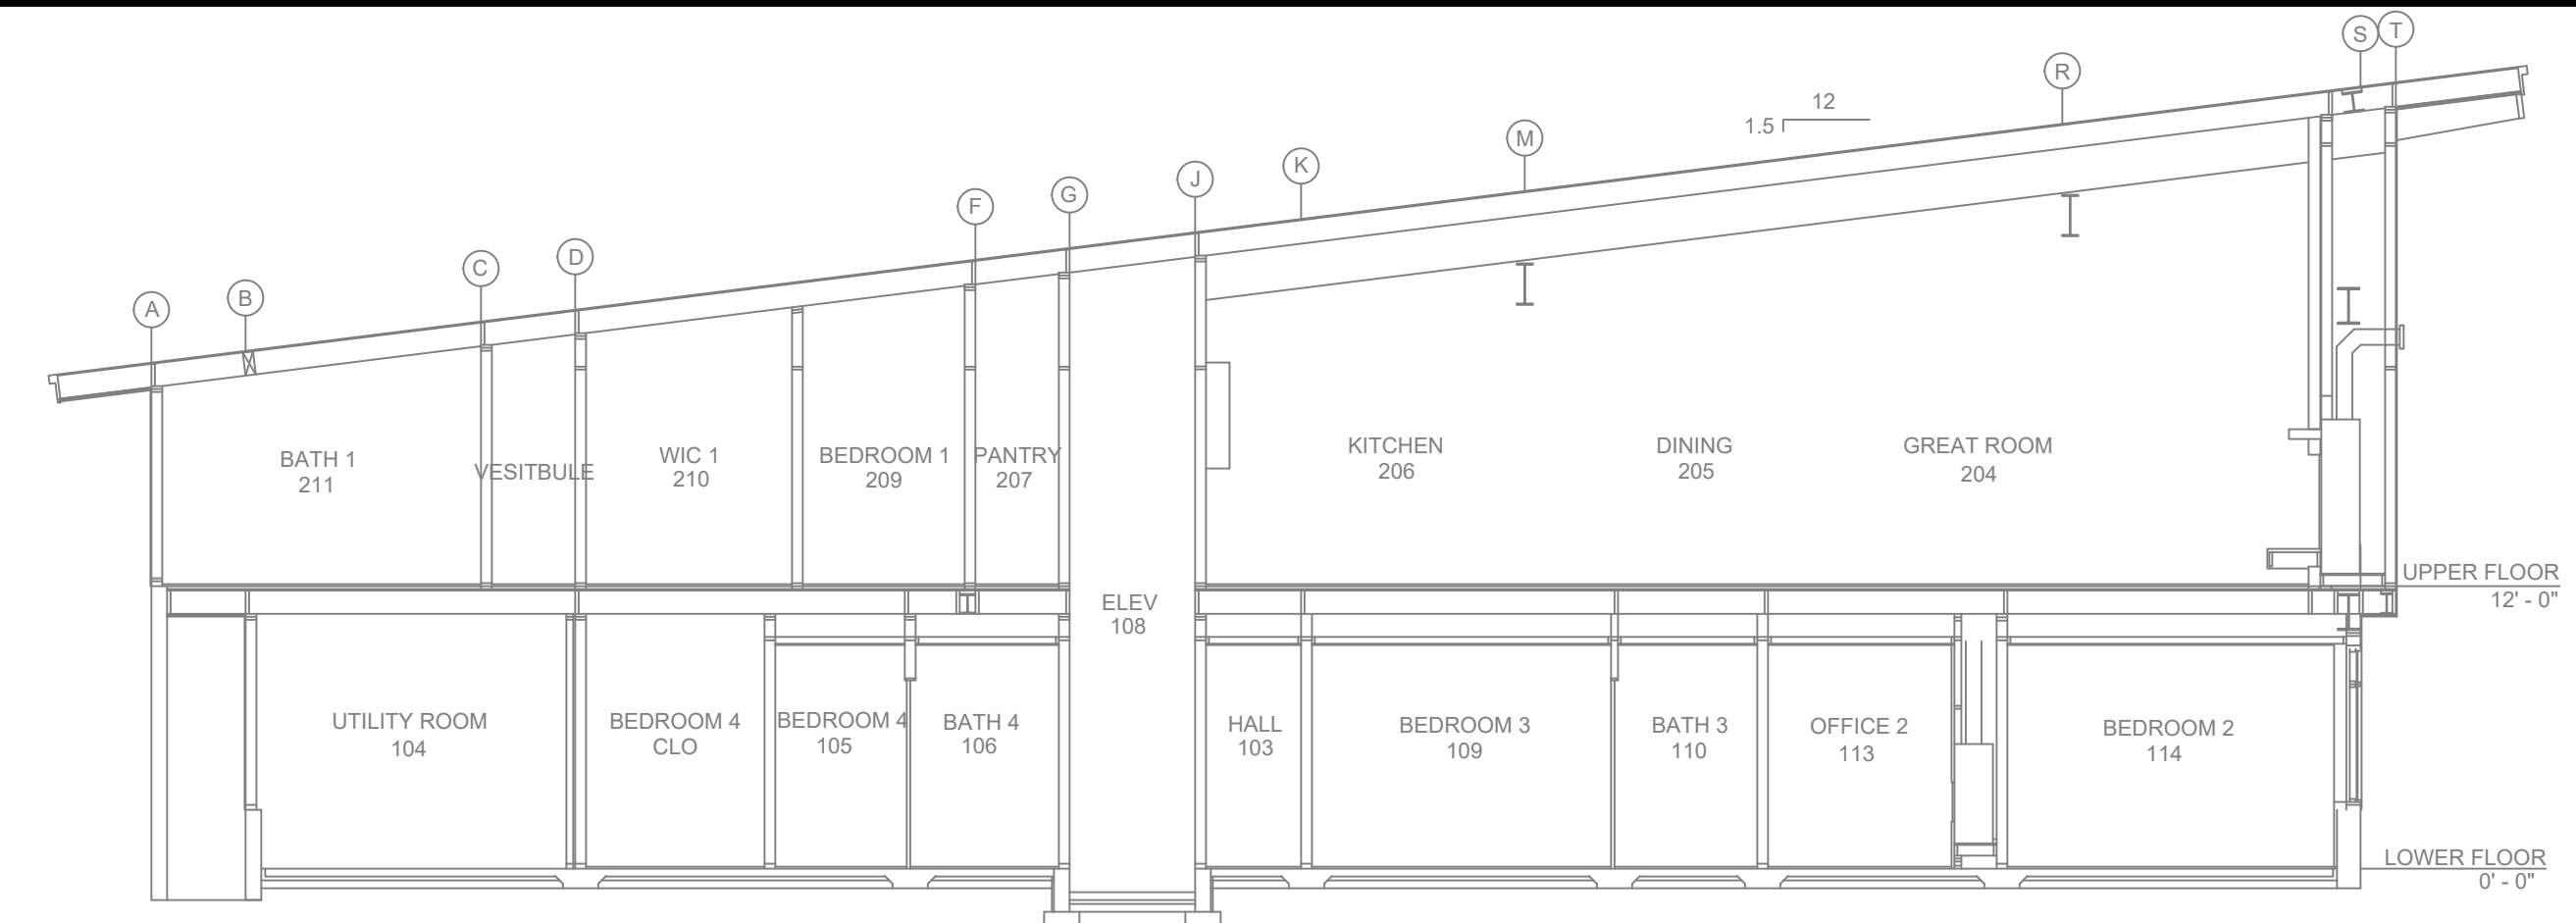 S
T
R
12
1.5
M
K
J
G
F
D
C
B
A
BATH 1
211
VESITBULE
WIC 1
210
BEDROOM 1
209
PANTRY
207
KITCHEN
206
DINING
205
GREAT ROOM
204
UPPER FLOOR
12' - 0"
ELEV
108
UTILITY ROOM
104
BEDROOM 4
CLO
BEDROOM 4
105
BATH 4
106
HALL
103
BEDROOM 3
109
BATH 3
110
OFFICE 2
113
BEDROOM 2
114
LOWER FLOOR
0' - 0"